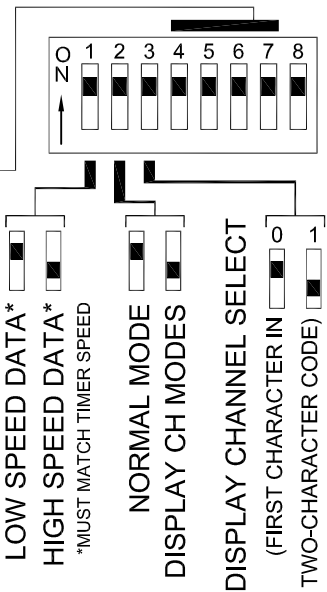 O
N
1 2 3 4 5 6 7 8
LOW SPEED DATA*
HIGH SPEED DATA*
*MUST MATCH TIMER SPEED
NORMAL MODE
DISPLAY CH MODES
DISPLAY CHANNEL SELECT
0 1
(FIRST CHARACTER IN
TWO-CHARACTER CODE)